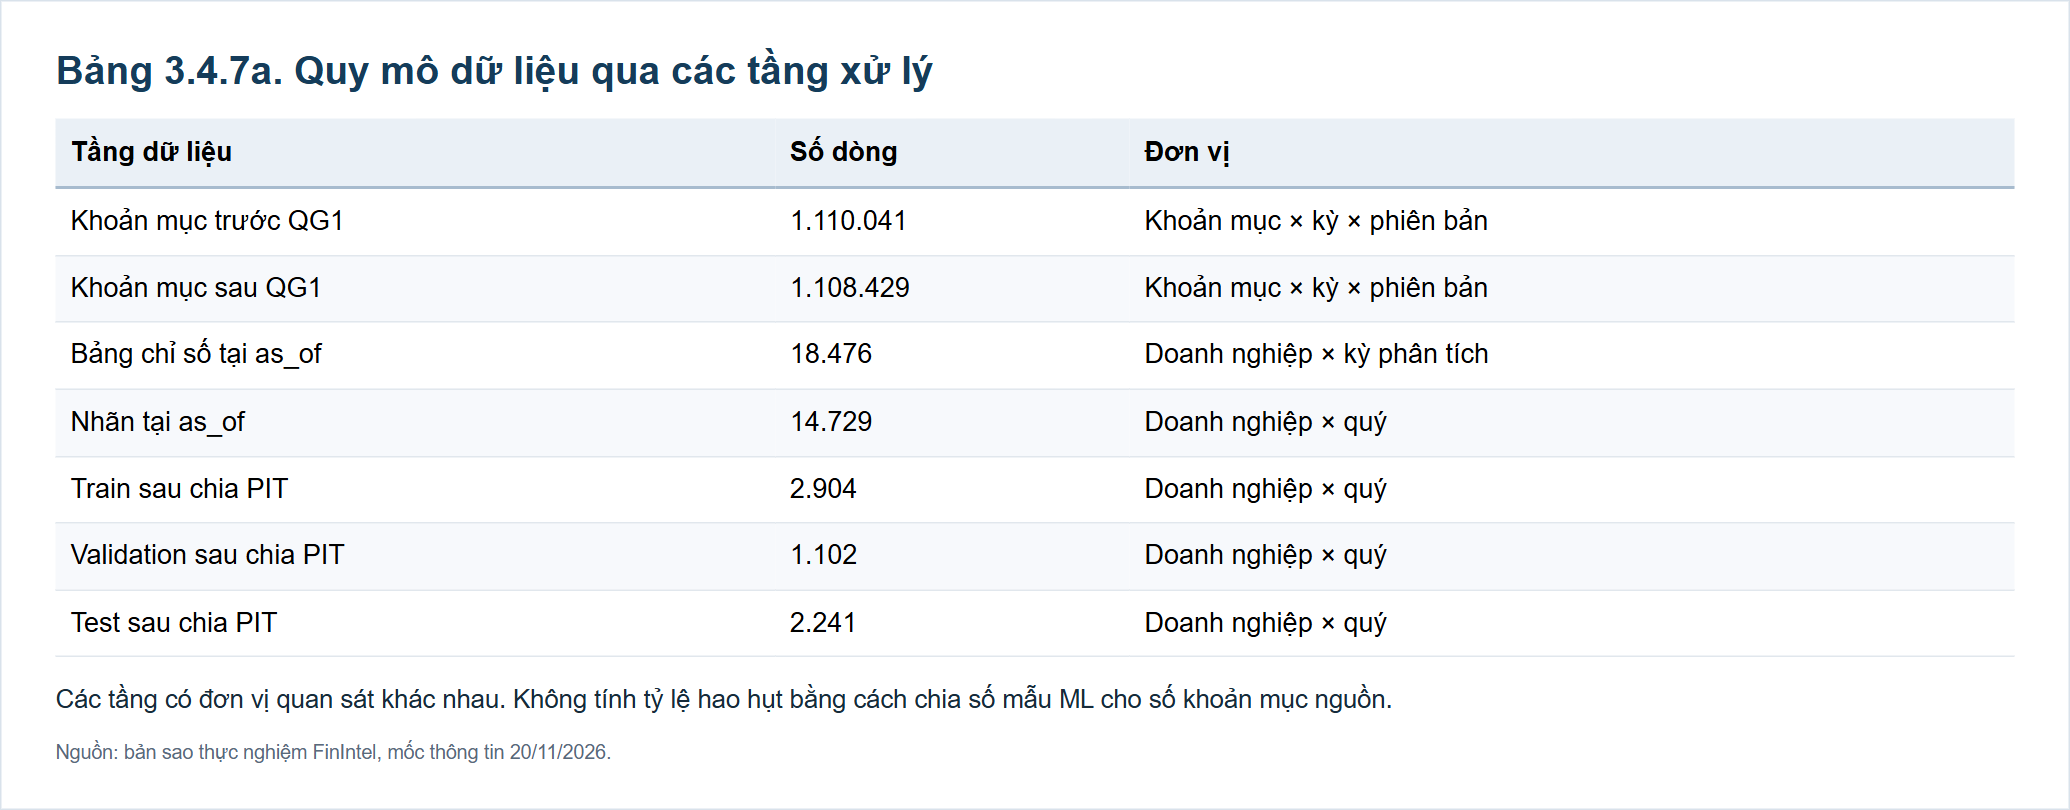 Bảng 3.4.7a. Quy mô dữ liệu qua các tầng xử lý
Tầng dữ liệu Số dòng Đơn vị
Khoản mục trước QG1 1.110.041 Khoản mục × kỳ × phiên bản
Khoản mục sau QG1 1.108.429 Khoản mục × kỳ × phiên bản
Bảng chỉ số tại as_of 18.476 Doanh nghiệp × kỳ phân tích
Nhãn tại as_of 14.729 Doanh nghiệp × quý
Train sau chia PIT 2.904 Doanh nghiệp × quý
Validation sau chia PIT 1.102 Doanh nghiệp × quý
Test sau chia PIT 2.241 Doanh nghiệp × quý
Các tầng có đơn vị quan sát khác nhau. Không tính tỷ lệ hao hụt bằng cách chia số mẫu ML cho số khoản mục nguồn.
Nguồn: bản sao thực nghiệm FinIntel, mốc thông tin 20/11/2026.